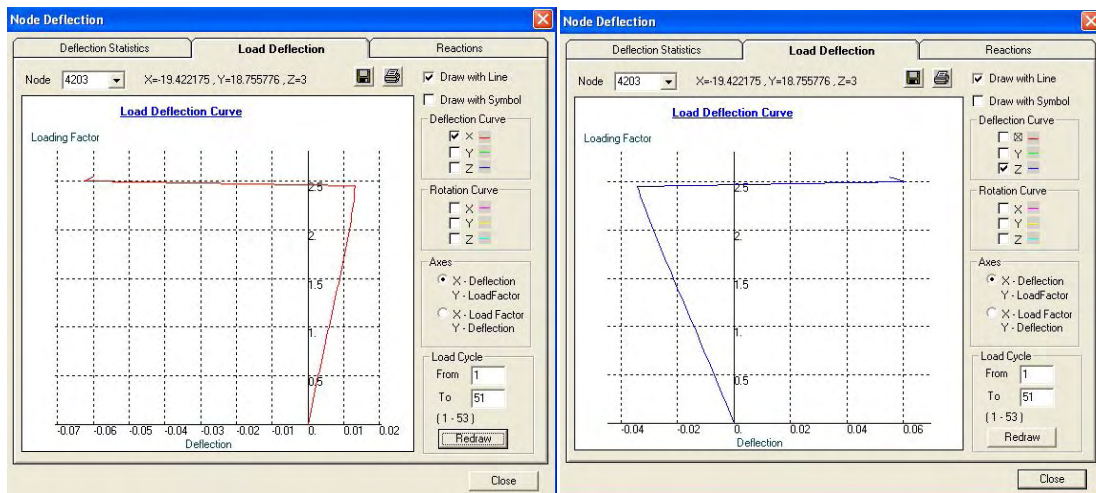 Node Deflection
Deflection Statistics Load Deflection Reactions
Node 4203 X=-19.422175 , Y=18.755776 , Z=3
Load Deflection Curve
Loading Factor
2.5
2.
1.5
1.
0.5
-0.07 -0.06 -0.05 -0.04 -0.03 -0.02 -0.01 0. 0.01 0.02
Deflection
Draw with Line
Draw with Symbol
Deflection Curve
X
Y
Z
Rotation Curve
X
Y
Z
Axes
X - Deflection
Y - LoadFactor
X - Load Factor
Y - Deflection
Load Cycle
From 1
To 51
( 1 - 53 )
Redraw
Close
Node Deflection
Deflection Statistics Load Deflection Reactions
Node 4203 X=-19.422175 , Y=18.755776 , Z=3
Load Deflection Curve
Loading Factor
2.5
2.
1.5
1.
0.5
-0.04 -0.02 0. 0.02 0.04 0.06
Deflection
Draw with Line
Draw with Symbol
Deflection Curve
X
Y
Z
Rotation Curve
X
Y
Z
Axes
X - Deflection
Y - LoadFactor
X - Load Factor
Y - Deflection
Load Cycle
From 1
To 51
( 1 - 53 )
Redraw
Close